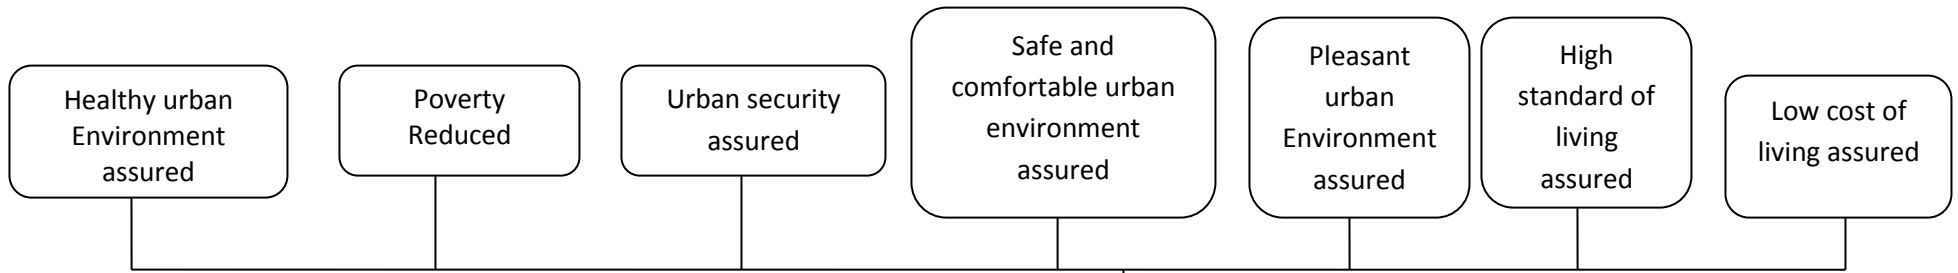 Healthy urban
Environment
assured
Poverty
Reduced
Urban security
assured
Safe and
comfortable urban
environment
assured
Pleasant
urban
Environment
assured
High
standard of
living
assured
Low cost of
living assured